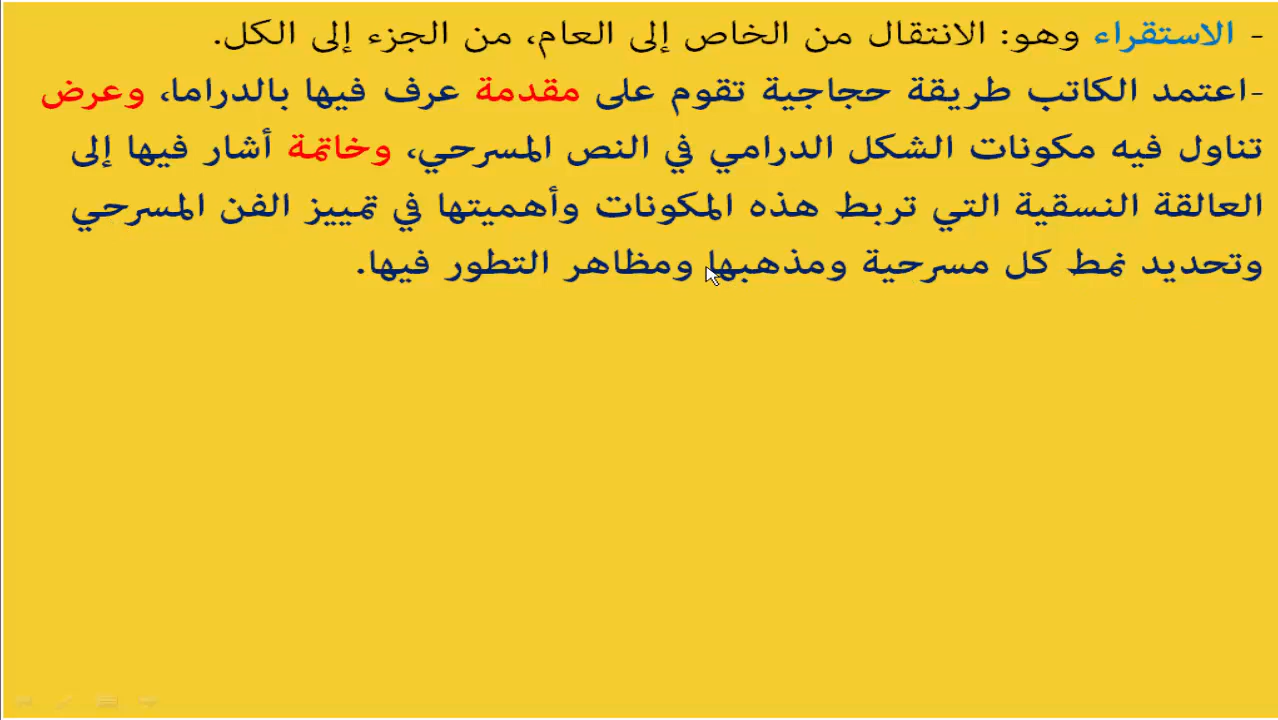 - الاستقراء وهو: الانتقال من الخاص إلى العام، من الجزء إلى الكل.
-اعتمد الكاتب طريقة حجاجية تقوم على مقدمة عرف فيها بالدراما، وعرض
تناول فيه مكونات الشكل الدرامي في النص المسرحي، وخاتمة أشار فيها إلى
العالقة النسقية التي تربط هذه المكونات وأهميتها في تمييز الفن المسرحي
وتحديد نمط كل مسرحية ومذهبها ومظاهر التطور فيها.